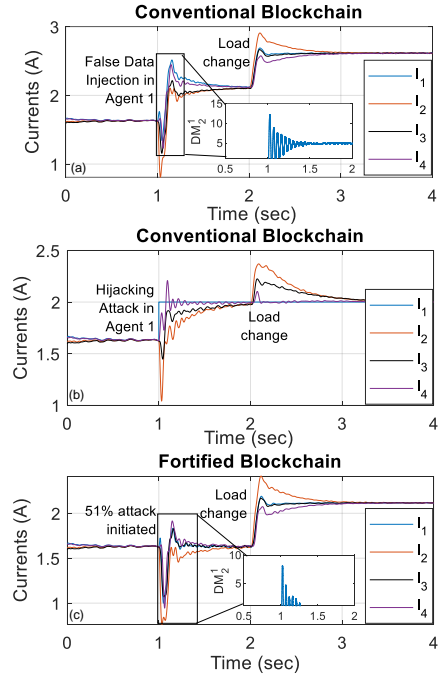 Conventional Blockchain
3
2
1
Currents (A)
False Data
Injection in
Agent 1
Load
change
I1
I2
I3
I4
DM12
15
10
5
0.5 1 1.5 2
(a)
0 1 2 3 4
Time (sec)
Conventional Blockchain
2.5
2
1.5
1
Currents (A)
Hijacking
Attack in
Agent 1
Load
change
I1
I2
I3
I4
(b)
0 1 2 3 4
Time (sec)
Fortified Blockchain
2
1.5
1
Currents (A)
51% attack
initiated
Load
change
I1
I2
I3
I4
DM12
10
5
0.5 1 1.5 2
(c)
0 1 2 3 4
Time (sec)